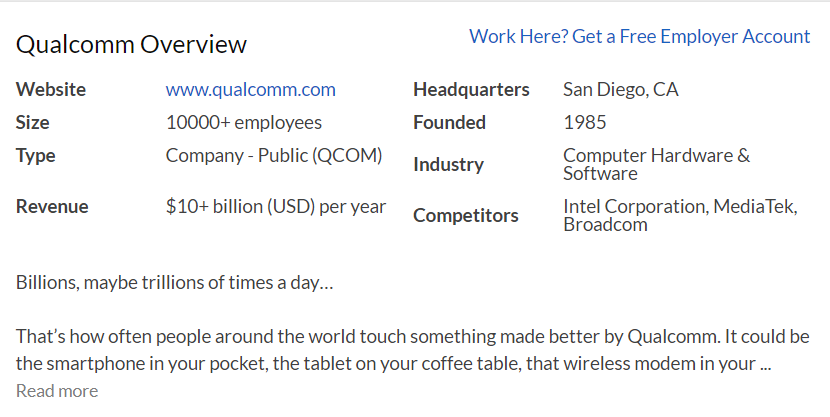 Qualcomm Overview
Work Here? Get a Free Employer Account
Website www.qualcomm.com Headquarters San Diego, CA
Size 10000+ employees Founded 1985
Type Company - Public (QCOM) Industry Computer Hardware &
Software
Revenue $10+ billion (USD) per year Competitors Intel Corporation, MediaTek,
Broadcom
Billions, maybe trillions of times a day…
That’s how often people around the world touch something made better by Qualcomm. It could be
the smartphone in your pocket, the tablet on your coffee table, that wireless modem in your ...
Read more